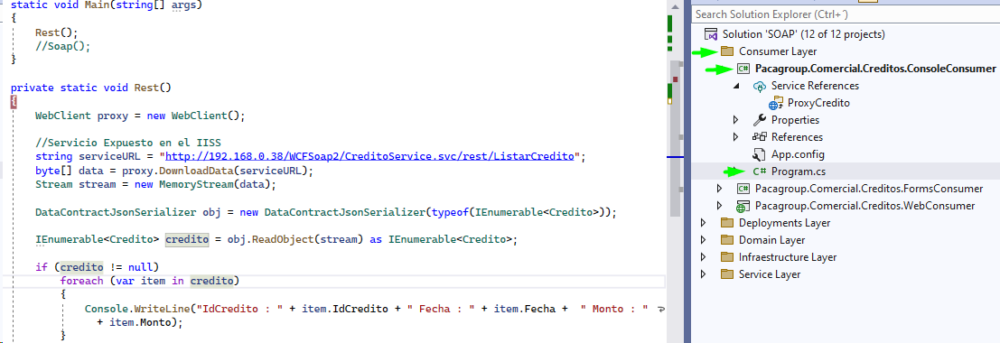 static void Main(string[] args)
{
Rest();
//Soap();
}
private static void Rest()
{
WebClient proxy = new WebClient();
//Servicio Expuesto en el IISS
string serviceURL = "http://192.168.0.38/WCFSoap2/CreditoService.svc/rest/ListarCredito";
byte[] data = proxy.DownloadData(serviceURL);
Stream stream = new MemoryStream(data);
DataContractJsonSerializer obj = new DataContractJsonSerializer(typeof(IEnumerable<Credito>));
IEnumerable<Credito> credito = obj.ReadObject(stream) as IEnumerable<Credito>;
if (credito != null)
foreach (var item in credito)
{
Console.WriteLine("IdCredito : " + item.IdCredito + " Fecha : " + item.Fecha +  " Monto : "
+ item.Monto);
}
Search Solution Explorer (Ctrl+´)
Solution 'SOAP' (12 of 12 projects)
Consumer Layer
C# Pacagroup.Comercial.Creditos.ConsoleConsumer
Service References
ProxyCredito
Properties
References
App.config
C# Program.cs
C# Pacagroup.Comercial.Creditos.FormsConsumer
Pacagroup.Comercial.Creditos.WebConsumer
Deployments Layer
Domain Layer
Infrastructure Layer
Service Layer